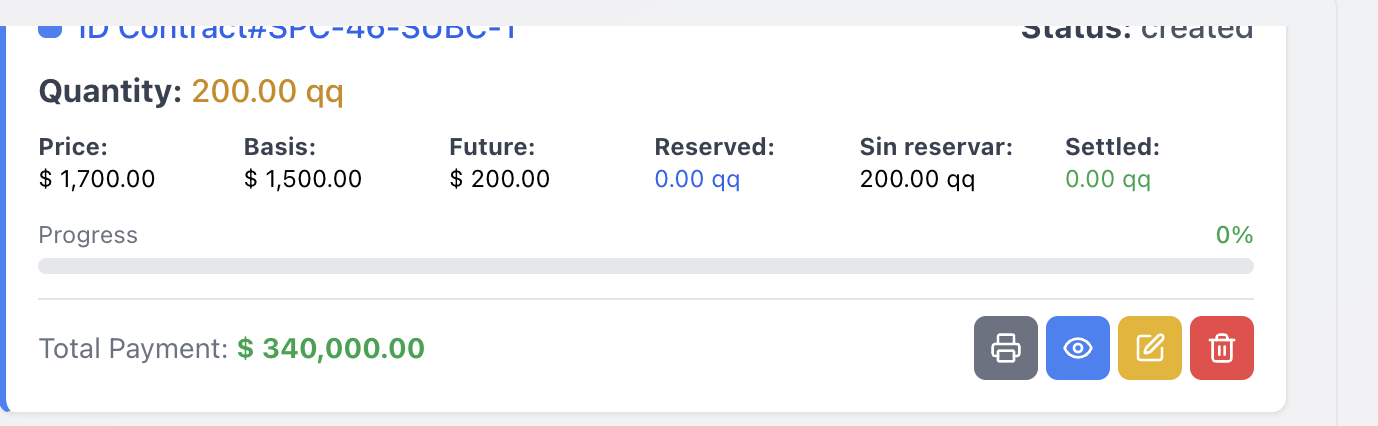 ID Contract#SPC-46-SUBC-1 Status: created
Quantity: 200.00 qq
Price: Basis: Future: Reserved: Sin reservar: Settled:
$ 1,700.00 $ 1,500.00 $ 200.00 0.00 qq 200.00 qq 0.00 qq
Progress 0%
Total Payment: $ 340,000.00